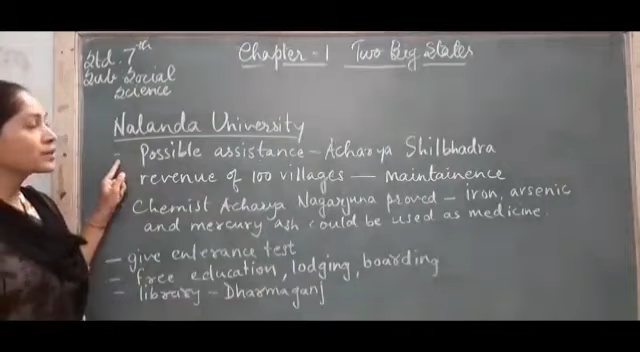 Std. 7th
Chapter - 1 Two Big States
Sub Social
Science
Nalanda University
- Possible assistance - Acharya Shilbhadra
revenue of 100 villages - maintainence
Chemist Acharya Nagarjuna proved - iron, arsenic
and mercury ash could be used as medicine.
- give enterance test
- free education, lodging, boarding
- library - Dharmaganj